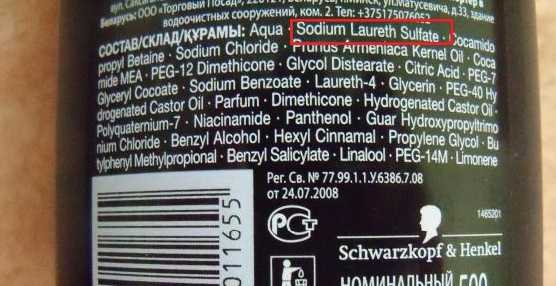 Беларусь: ООО "Торговый Посад", 220121, Беларусь, г.Минск, ул.Матусевича, д.33, здание
водоочистных сооружений, ком. 2. Тел: +375175076052
СОСТАВ/СКЛАД/ҚҰРАМЫ: Aqua · Sodium Laureth Sulfate · Cocamido
propyl Betaine · Sodium Chloride · Prunus Armeniaca Kernel Oil · Coca
mide MEA · PEG-12 Dimethicone · Glycol Distearate · Citric Acid · PEG-7
Glyceryl Cocoate · Sodium Benzoate · Laureth-4 · Glycerin · PEG-40 Hy
drogenated Castor Oil · Parfum · Dimethicone · Hydrogenated Castor Oil ·
Polyquaternium-7 · Niacinamide · Panthenol · Guar Hydroxypropyltrimo
nium Chloride · Benzyl Alcohol · Hexyl Cinnamal · Propylene Glycol · Bu
tylphenyl Methylpropional · Benzyl Salicylate · Linalool · PEG-14M · Limonene
Рег. Св. № 77.99.1.1.У.6386.7.08
от 24.07.2008
011655
РСТ
1465201
Schwarzkopf & Henkel
НОМИНАЛЬНЫЙ 500